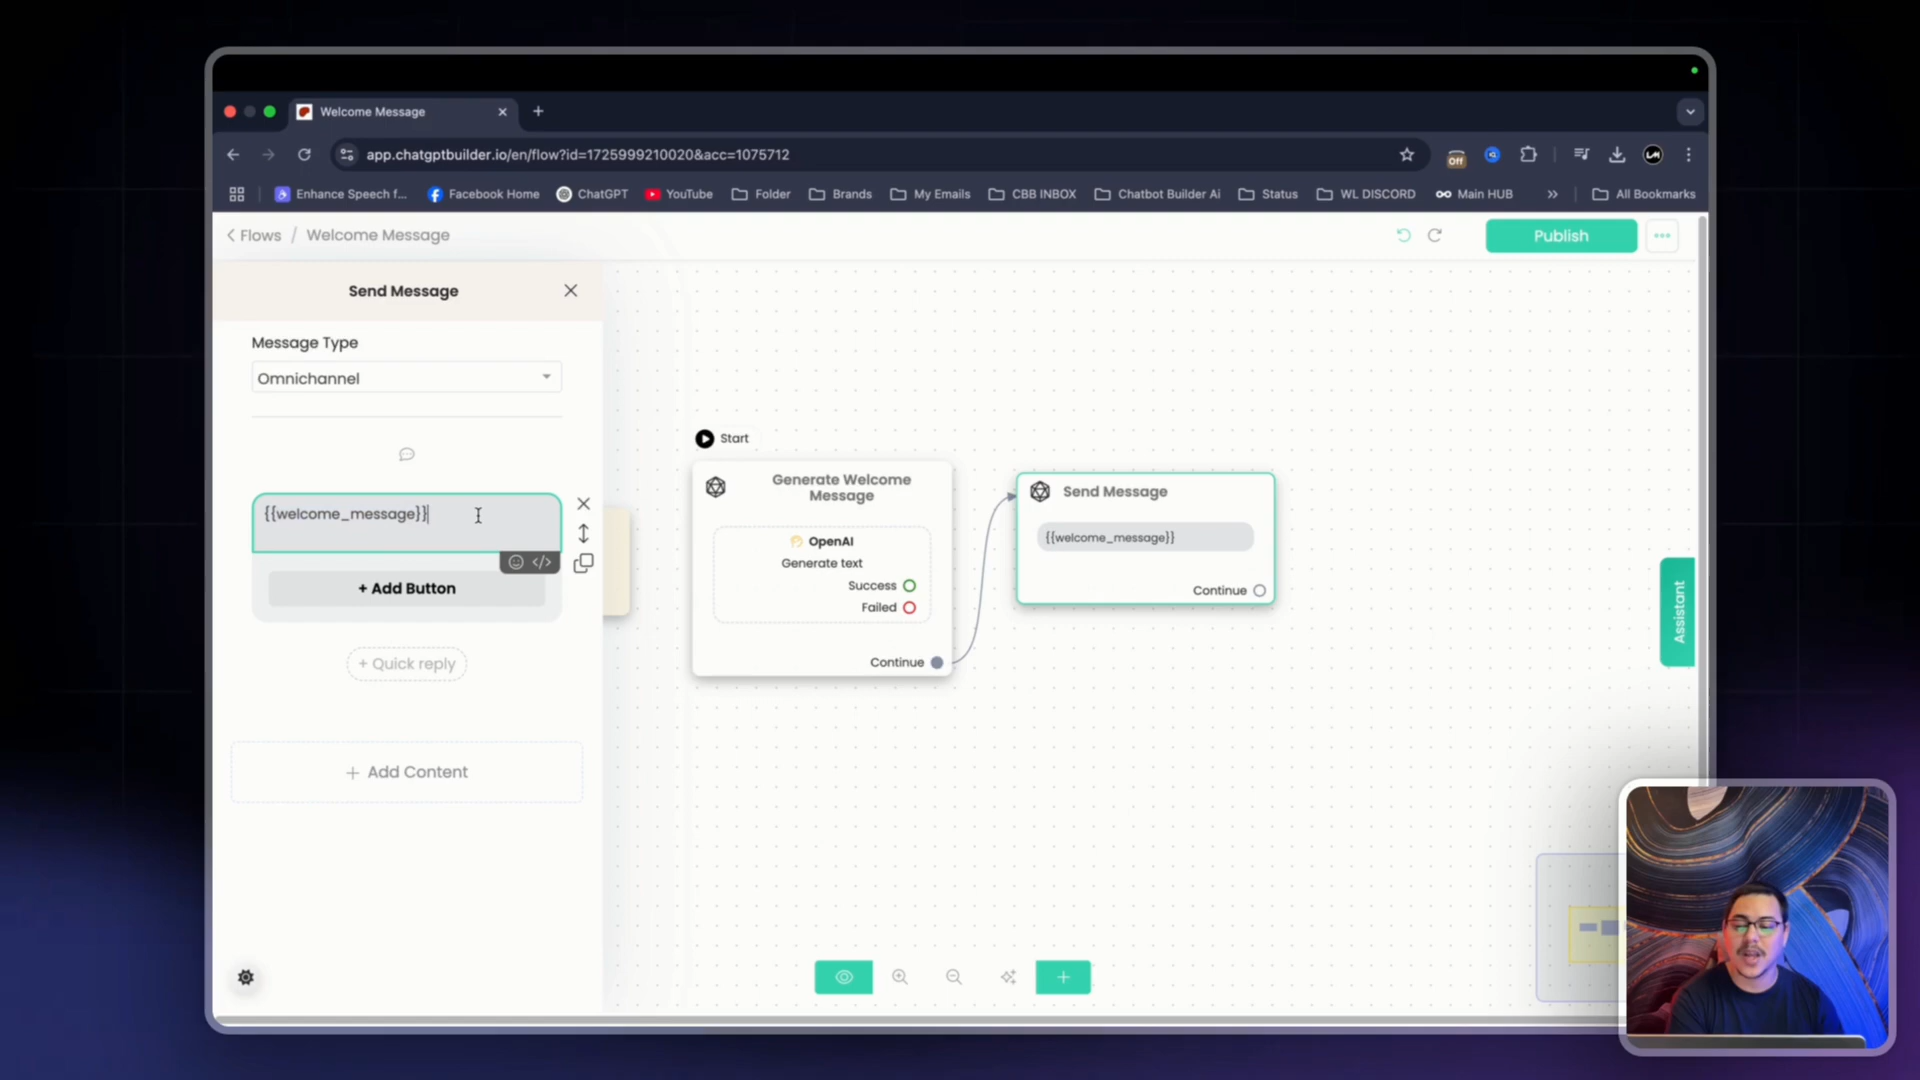 Welcome Message
app.chatgptbuilder.io/en/flow?id=1725999210020&acc=1075712
Off
Enhance Speech f...
Facebook Home
ChatGPT
YouTube
Folder
Brands
My Emails
CBB INBOX
Chatbot Builder Ai
Status
WL DISCORD
Main HUB
»
All Bookmarks
Flows / Welcome Message
Publish
Send Message
Message Type
Omnichannel
{{welcome_message}}
</>
+ Add Button
+ Quick reply
+ Add Content
Start
Generate Welcome
Message
OpenAI
Generate text
Success
Failed
Continue
Send Message
{{welcome_message}}
Continue
Assistant